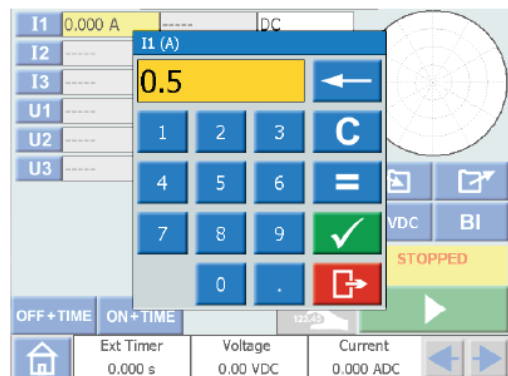 I1 0.000 A ----- DC
I1 (A)
0.5
I2 -----
I3 -----
U1 -----
U2 -----
U3 -----
1 2 3 C
4 5 6 =
7 8 9
0 .
VDC BI
STOPPED
OFF+TIME ON+TIME 123.45
Ext Timer Voltage Current
0.000 s 0.00 VDC 0.000 ADC